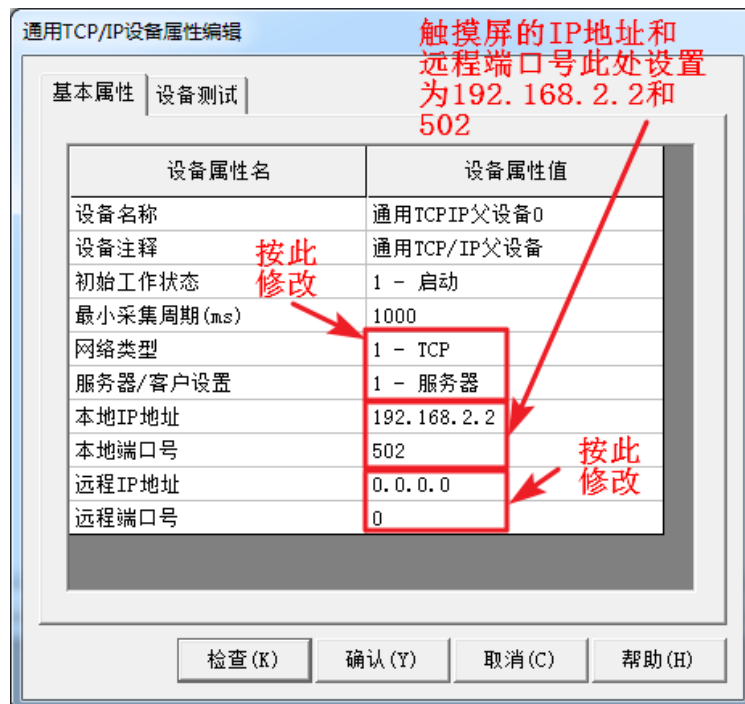 通用TCP/IP设备属性编辑
触摸屏的IP地址和
远程端口号此处设置
为192.168.2.2和
502
基本属性 设备测试
设备属性名 设备属性值
设备名称 通用TCPIP父设备0
设备注释 通用TCP/IP父设备
初始工作状态 1 - 启动
最小采集周期(ms) 1000
网络类型 1 - TCP
服务器/客户设置 1 - 服务器
本地IP地址 192.168.2.2
本地端口号 502
远程IP地址 0.0.0.0
远程端口号 0
按此
修改
按此
修改
检查(K) 确认(Y) 取消(C) 帮助(H)